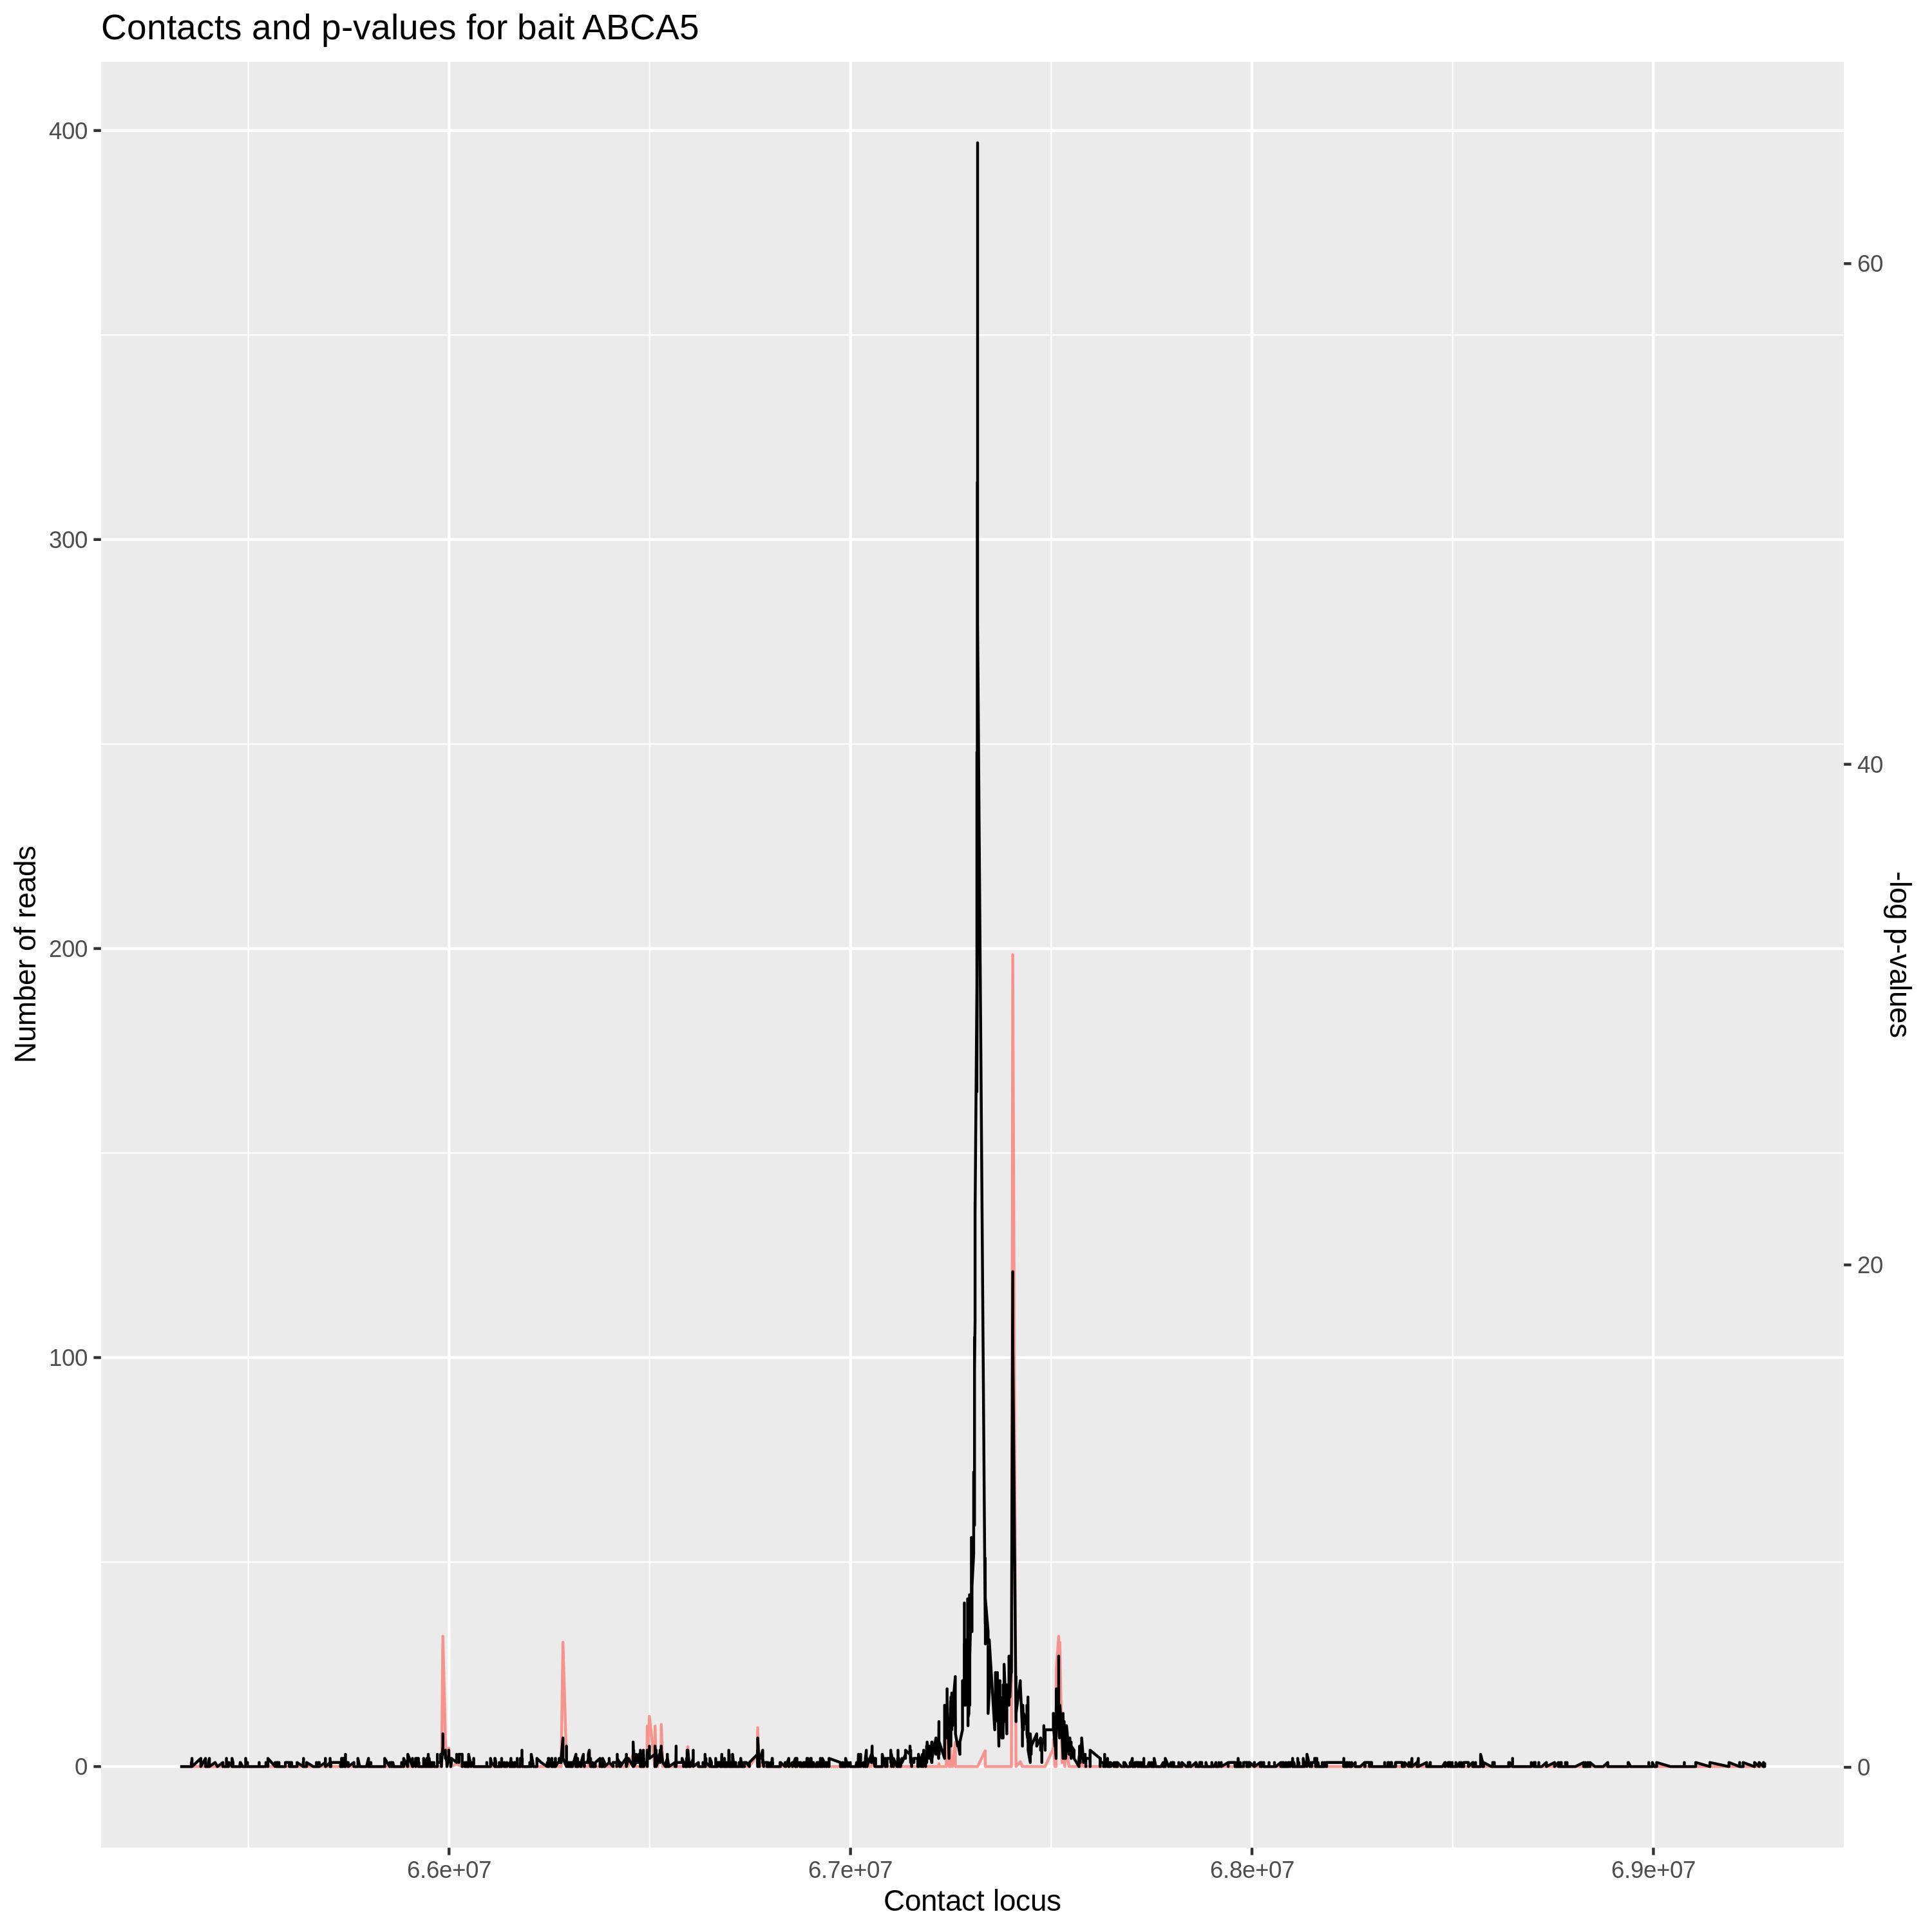 Contacts and p-values for bait ABCA5
400
300
200
100
0
Number of reads
60
40
20
0
-log p-values
6.6e+07
6.7e+07
6.8e+07
6.9e+07
Contact locus